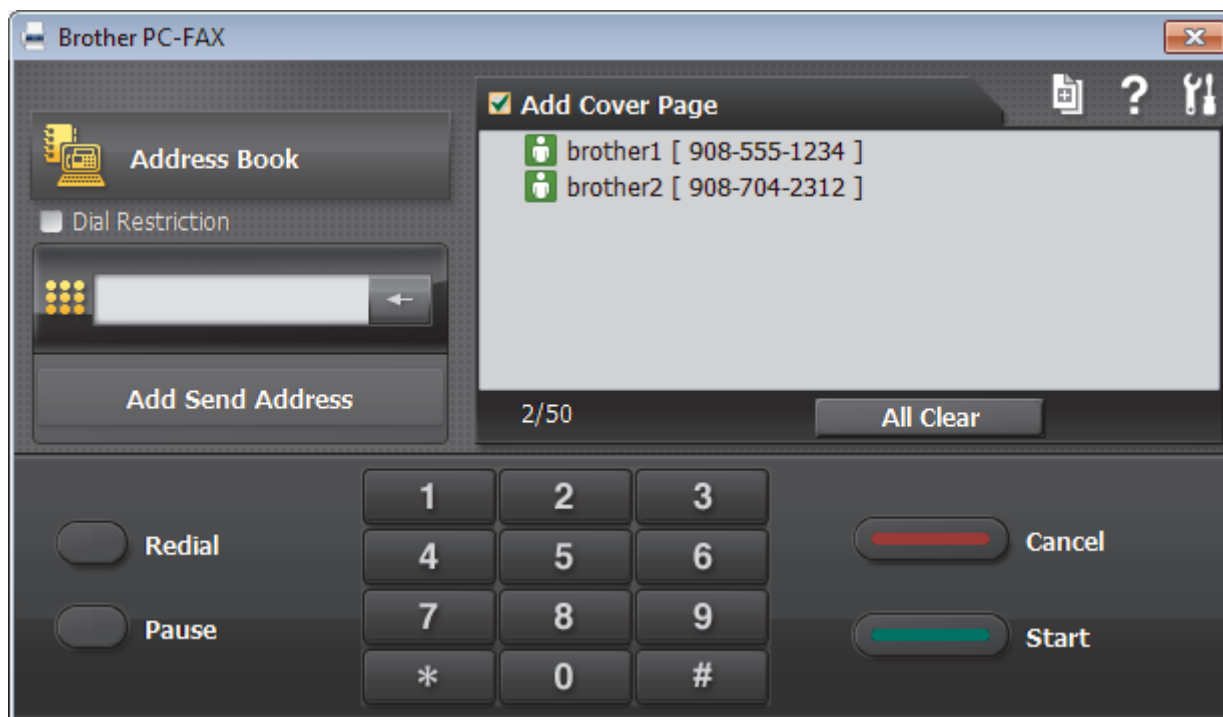 Brother PC-FAX
Address Book
Dial Restriction
Add Send Address
Add Cover Page
?
brother1 [ 908-555-1234 ]
brother2 [ 908-704-2312 ]
2/50
All Clear
Redial
Pause
1 2 3
4 5 6
7 8 9
* 0 #
Cancel
Start